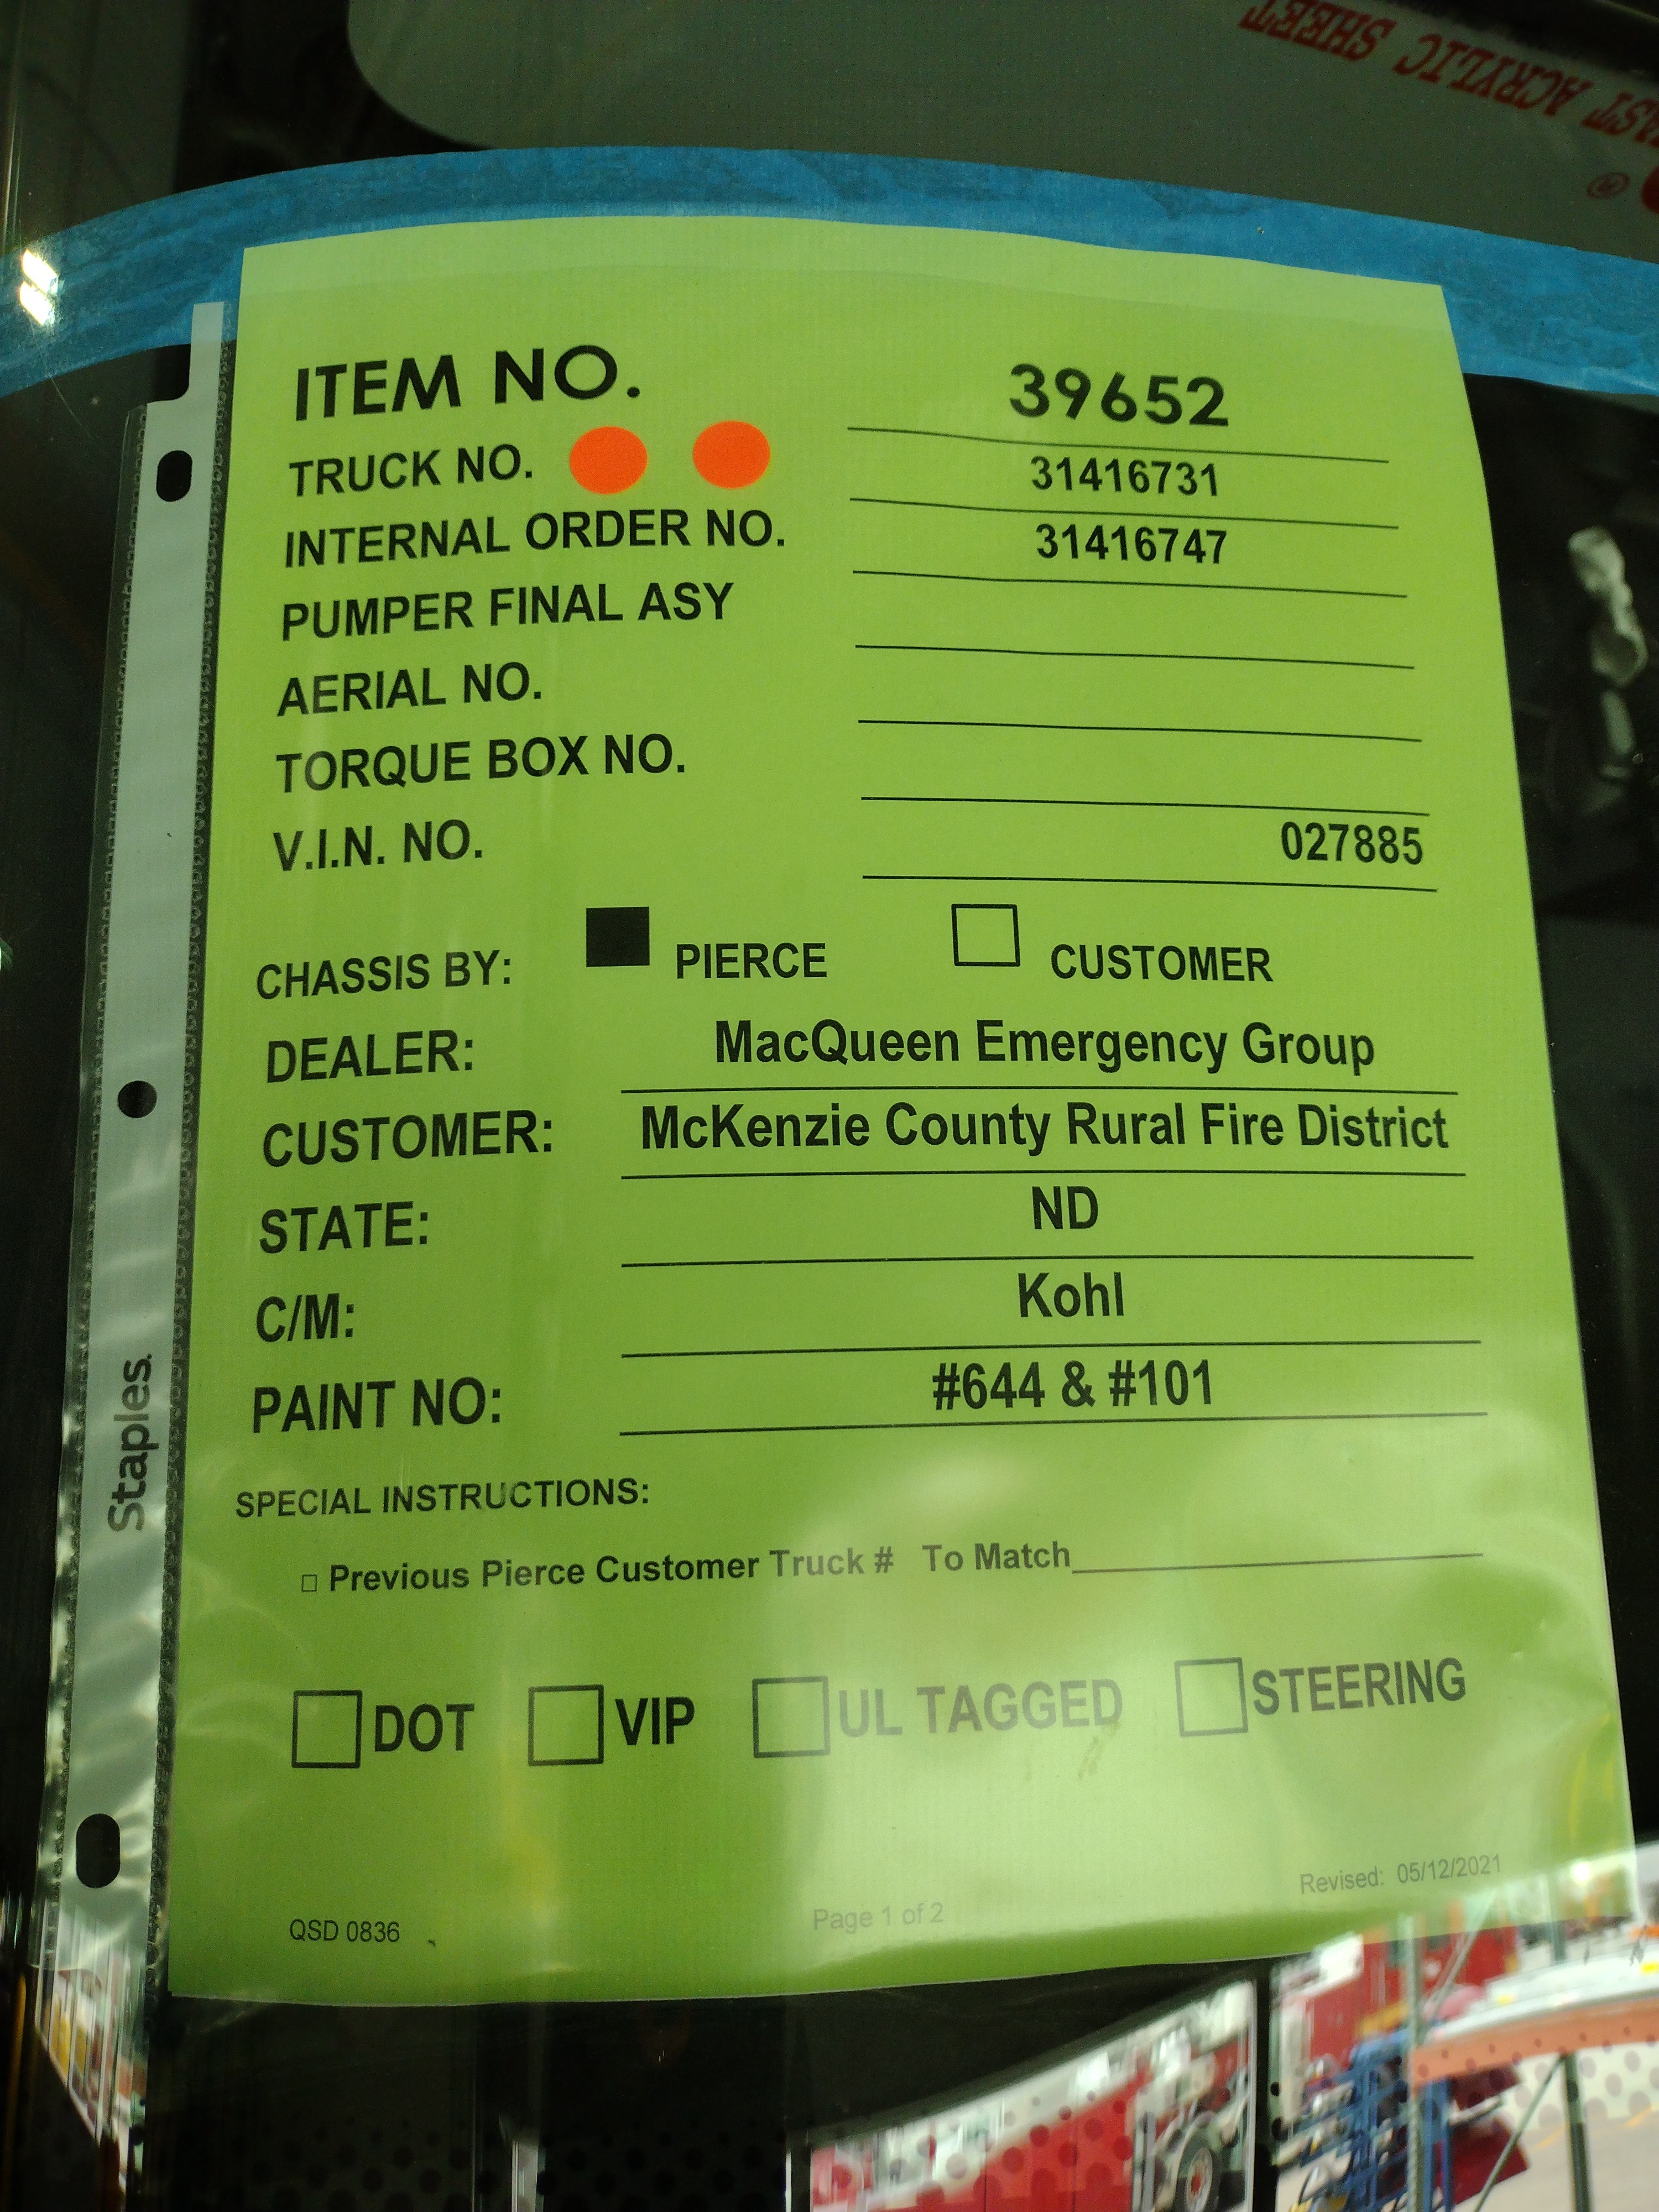 CAST ACRYLIC SHEET
®
ITEM NO. 39652
TRUCK NO. 31416731
INTERNAL ORDER NO. 31416747
PUMPER FINAL ASY
AERIAL NO.
TORQUE BOX NO.
V.I.N. NO. 027885
CHASSIS BY: PIERCE CUSTOMER
DEALER: MacQueen Emergency Group
CUSTOMER: McKenzie County Rural Fire District
STATE: ND
C/M: Kohl
PAINT NO: #644 & #101
SPECIAL INSTRUCTIONS:
Previous Pierce Customer Truck # To Match
DOT VIP UL TAGGED STEERING
QSD 0836 Page 1 of 2 Revised: 05/12/2021
Staples.